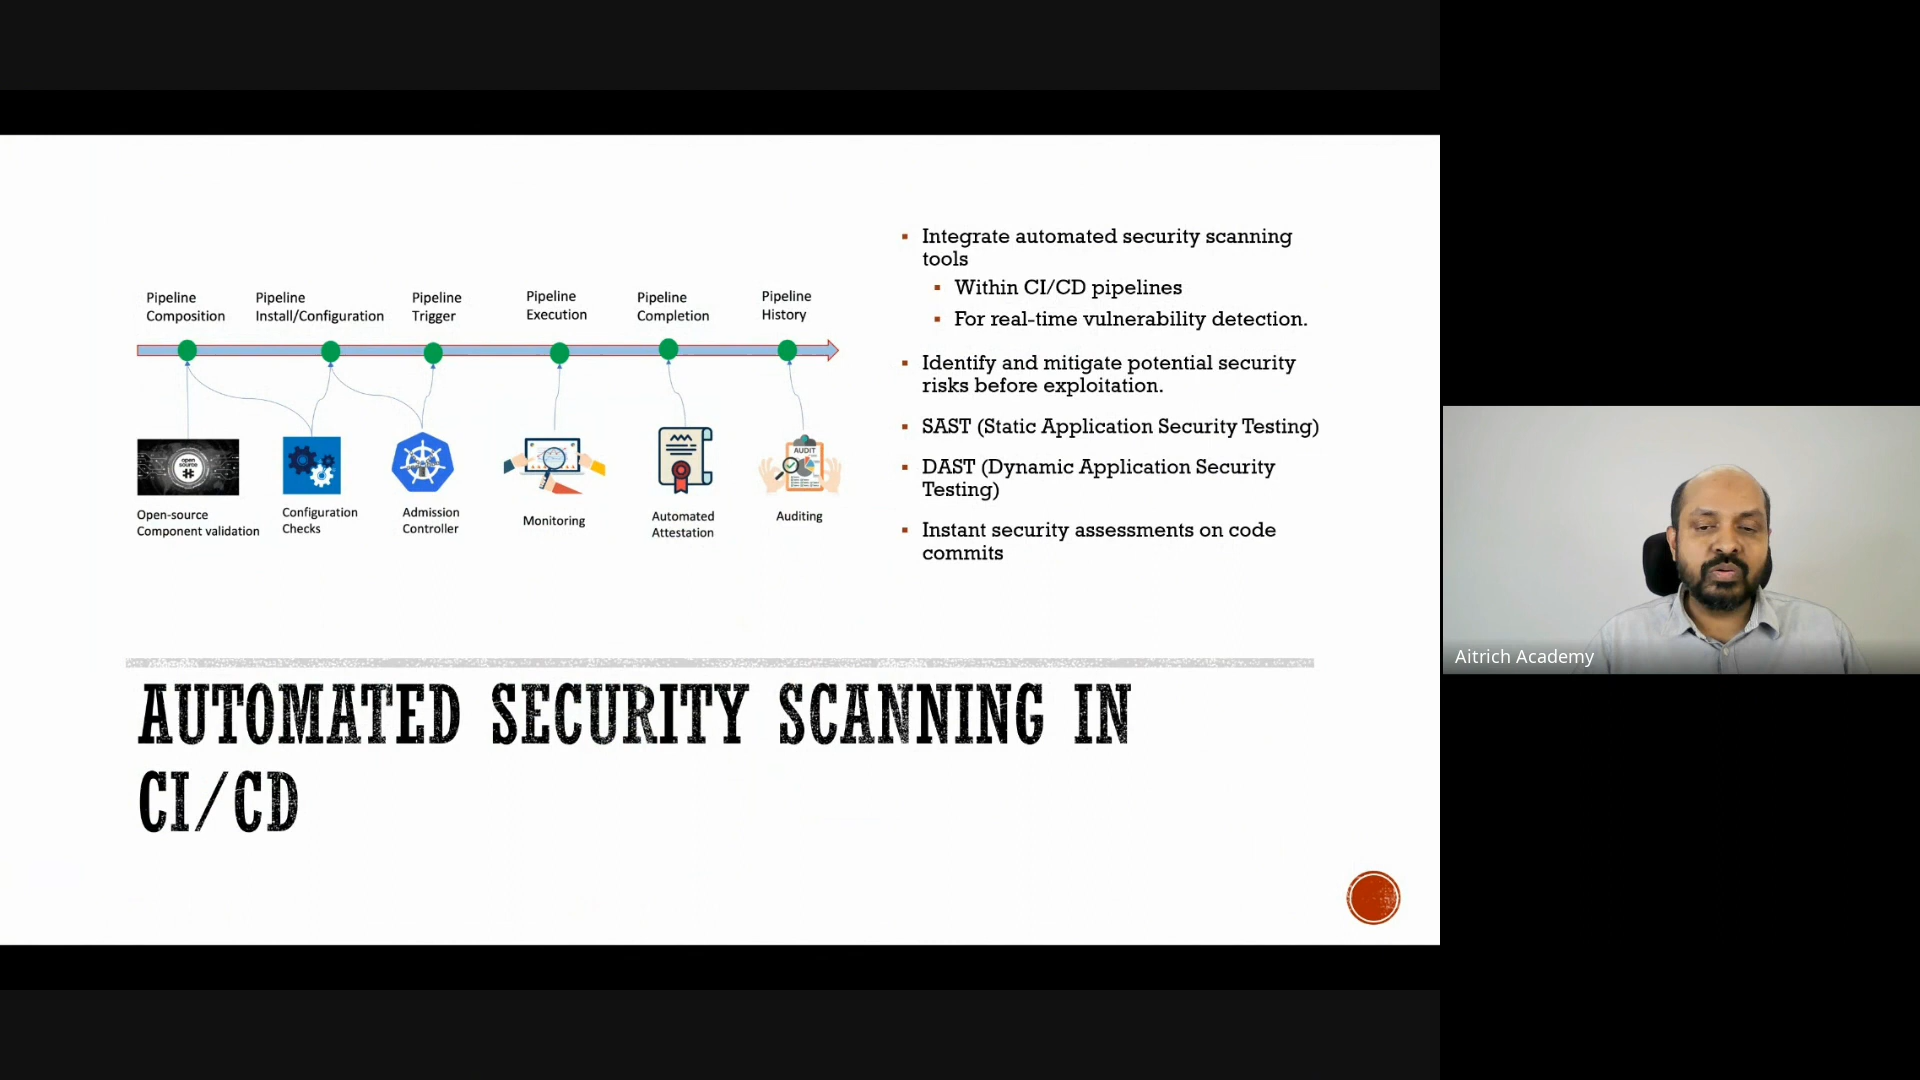 Pipeline
Composition
Pipeline
Install/Configuration
Pipeline
Trigger
Pipeline
Execution
Pipeline
Completion
Pipeline
History
open
source
AUDIT
Open-source
Component validation
Configuration
Checks
Admission
Controller
Monitoring
Automated
Attestation
Auditing
▪ Integrate automated security scanning
tools
▪ Within CI/CD pipelines
▪ For real-time vulnerability detection.
▪ Identify and mitigate potential security
risks before exploitation.
▪ SAST (Static Application Security Testing)
▪ DAST (Dynamic Application Security
Testing)
▪ Instant security assessments on code
commits
AUTOMATED SECURITY SCANNING IN
CI/CD
Aitrich Academy